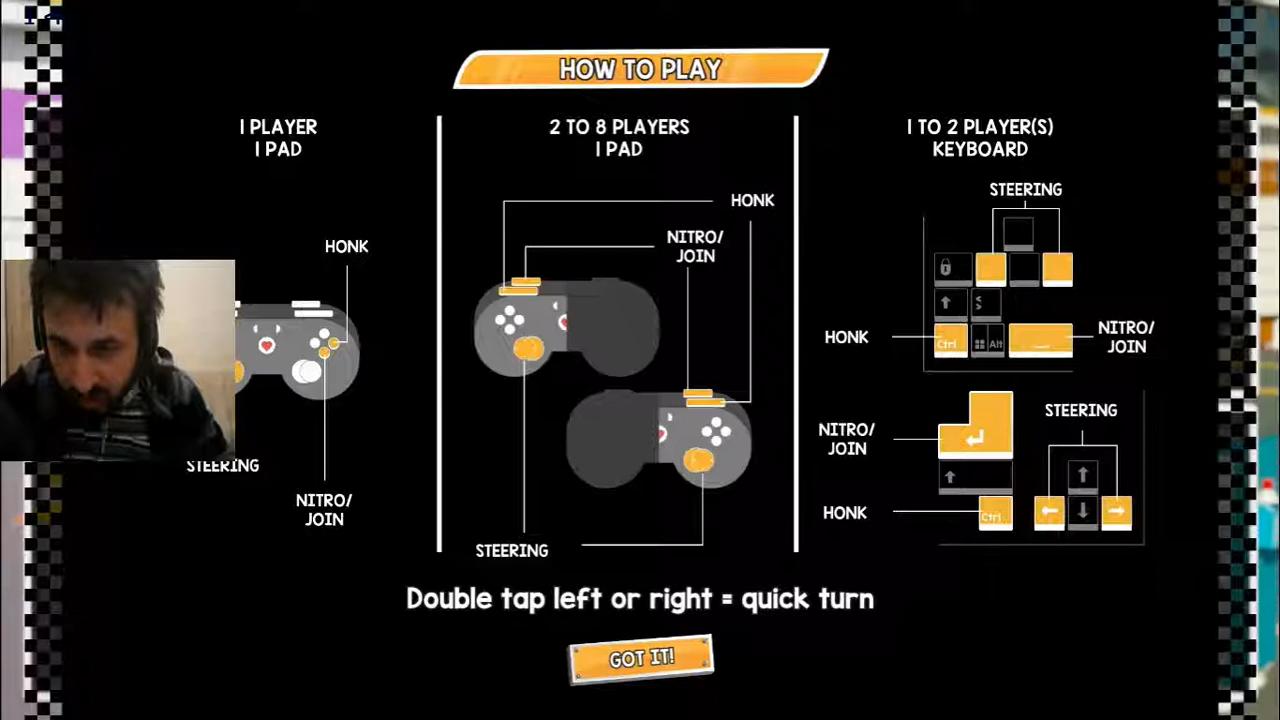 HOW TO PLAY
1 PLAYER
1 PAD
HONK
STEERING
NITRO/
JOIN
2 TO 8 PLAYERS
1 PAD
HONK
NITRO/
JOIN
STEERING
1 TO 2 PLAYER(S)
KEYBOARD
STEERING
HONK
Ctrl
Alt
NITRO/
JOIN
NITRO/
JOIN
STEERING
HONK
Ctrl
Double tap left or right = quick turn
GOT IT!